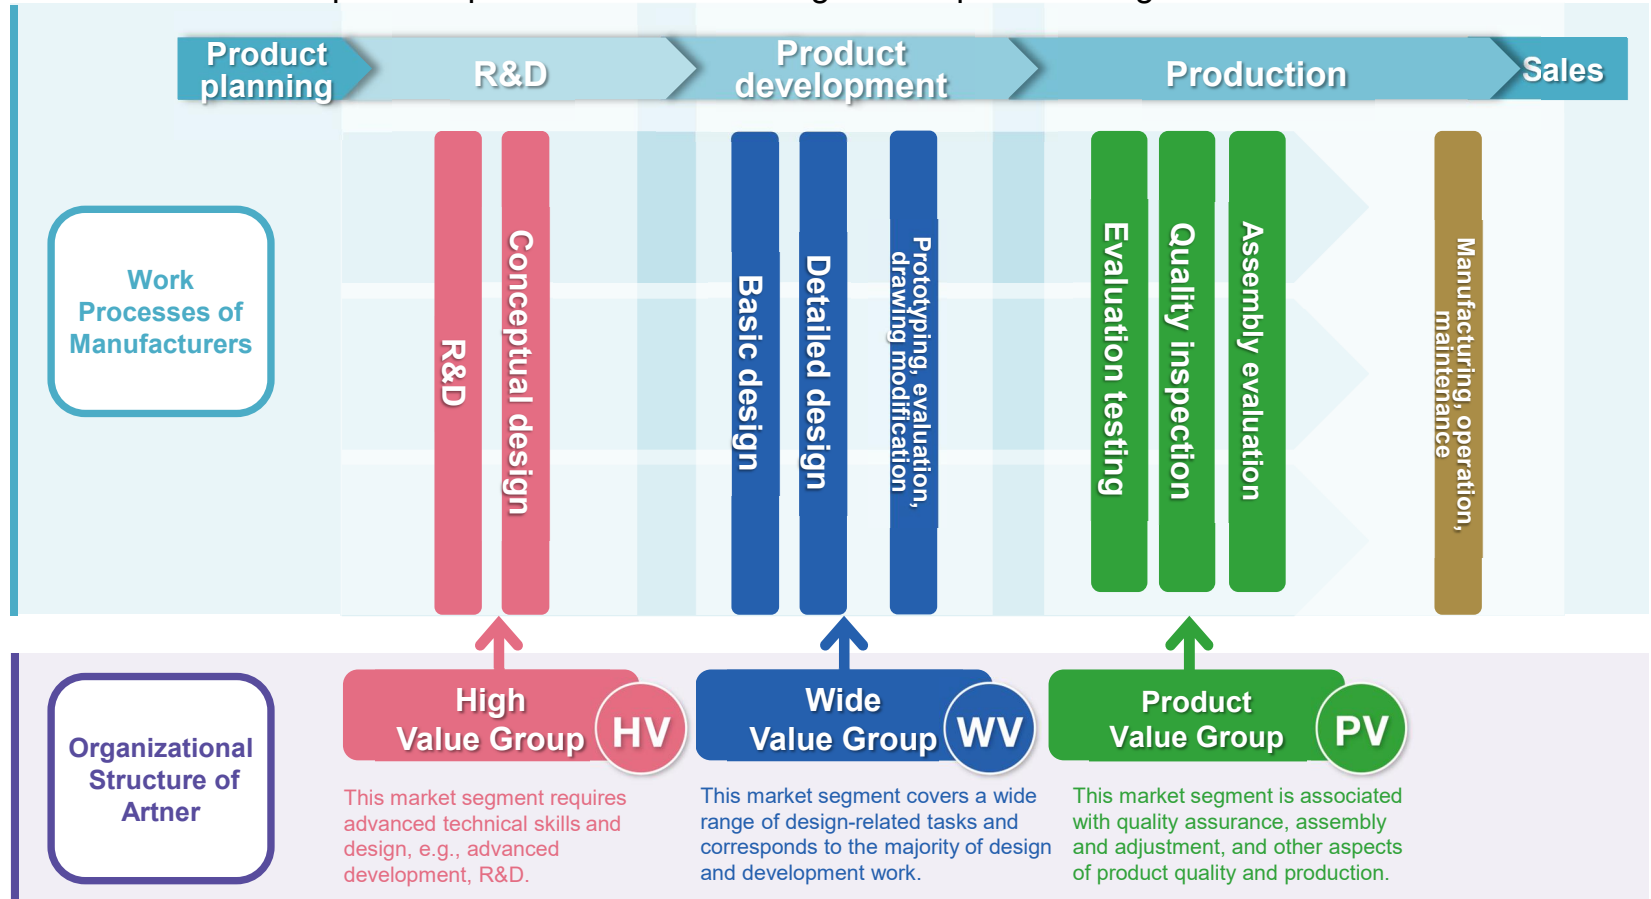 Product
planning
R&D
Product
development
Production
Sales
Work
Processes of
Manufacturers
R&D
Conceptual design
Basic design
Detailed design
Prototyping, evaluation,
drawing modification
Evaluation testing
Quality inspection
Assembly evaluation
Manufacturing, operation,
maintenance
Organizational
Structure of
Artner
High
Value Group
HV
This market segment requires
advanced technical skills and
design, e.g., advanced
development, R&D.
Wide
Value Group
WV
This market segment covers a wide
range of design-related tasks and
corresponds to the majority of design
and development work.
Product
Value Group
PV
This market segment is associated
with quality assurance, assembly
and adjustment, and other aspects
of product quality and production.